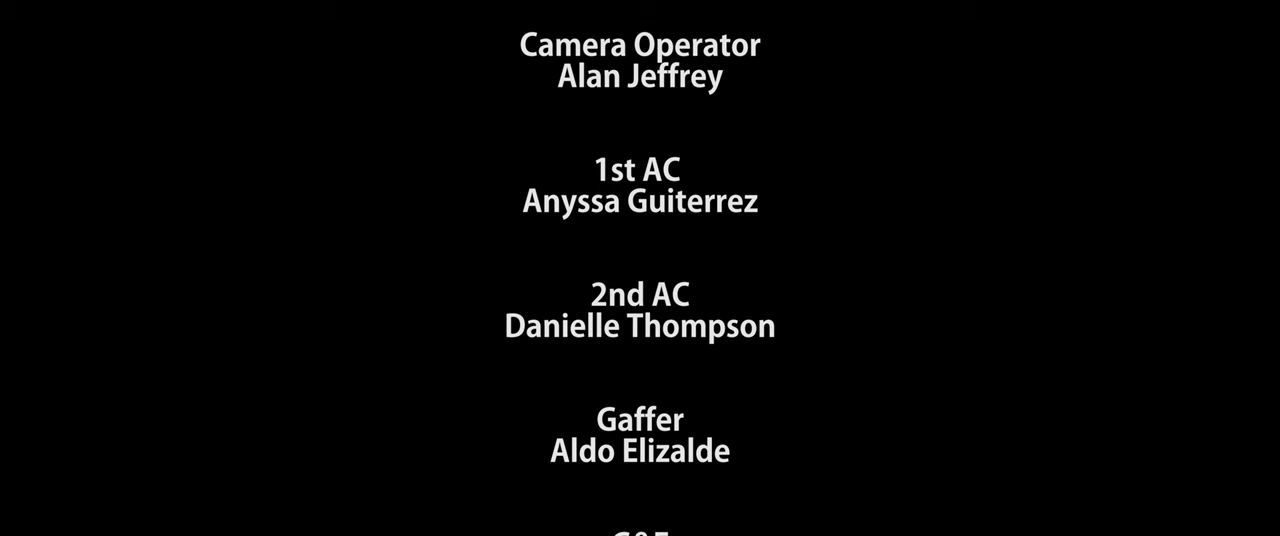 Camera Operator
Alan Jeffrey
1st AC
Anyssa Guiterrez
2nd AC
Danielle Thompson
Gaffer
Aldo Elizalde